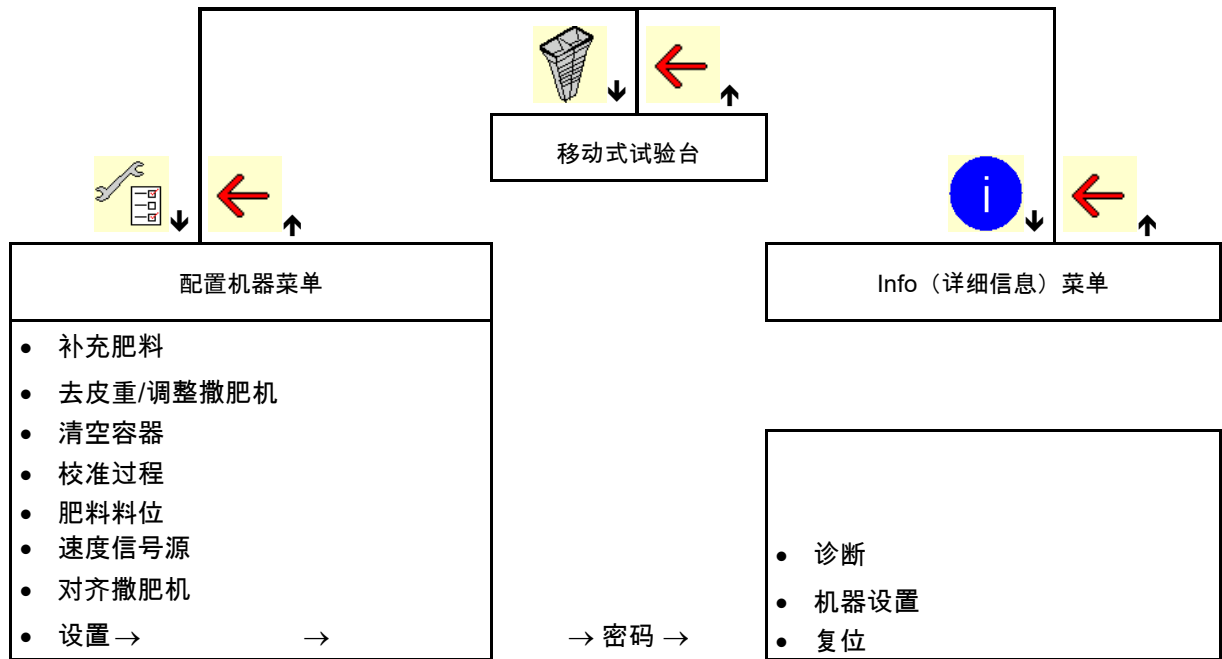 移动式试验台
配置机器菜单
Info（详细信息）菜单
• 补充肥料
• 去皮重/调整撒肥机
• 清空容器
• 校准过程
• 肥料料位
• 速度信号源
• 对齐撒肥机
• 设置→ → → 密码 →
• 诊断
• 机器设置
• 复位